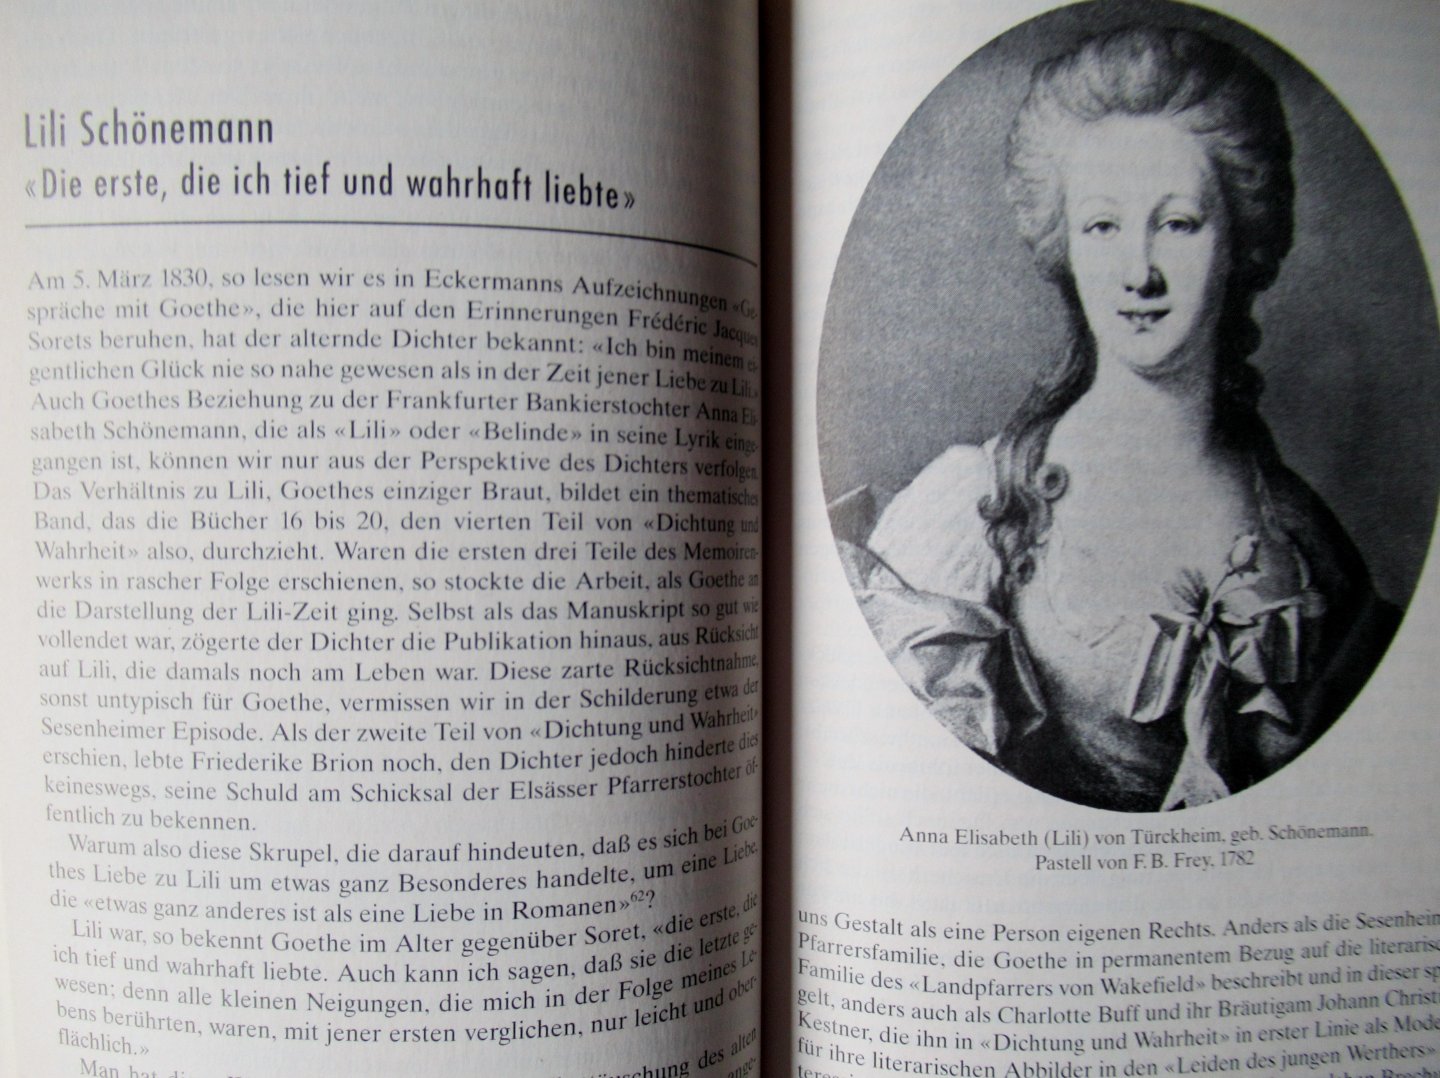 Lili Schönemann
«Die erste, die ich tief und wahrhaft liebte»
Am 5. März 1830, so lesen wir es in Eckermanns Aufzeichnungen «Ge-
spräche mit Goethe», die hier auf den Erinnerungen Frédéric Jacques
Sorets beruhen, hat der alternde Dichter bekannt: «Ich bin meinem ei-
gentlichen Glück nie so nahe gewesen als in der Zeit jener Liebe zu Lili.»
Auch Goethes Beziehung zu der Frankfurter Bankierstochter Anna Eli-
sabeth Schönemann, die als «Lili» oder «Belinde» in seine Lyrik einge-
gangen ist, können wir nur aus der Perspektive des Dichters verfolgen.
Das Verhältnis zu Lili, Goethes einziger Braut, bildet ein thematisches
Band, das die Bücher 16 bis 20, den vierten Teil von «Dichtung und
Wahrheit» also, durchzieht. Waren die ersten drei Teile des Memoiren-
werks in rascher Folge erschienen, so stockte die Arbeit, als Goethe an
die Darstellung der Lili-Zeit ging. Selbst als das Manuskript so gut wie
vollendet war, zögerte der Dichter die Publikation hinaus, aus Rücksicht
auf Lili, die damals noch am Leben war. Diese zarte Rücksichtnahme,
sonst untypisch für Goethe, vermissen wir in der Schilderung etwa der
Sesenheimer Episode. Als der zweite Teil von «Dichtung und Wahrheit»
erschien, lebte Friederike Brion noch, den Dichter jedoch hinderte dies
keineswegs, seine Schuld am Schicksal der Elsässer Pfarrerstochter öf-
fentlich zu bekennen.
Warum also diese Skrupel, die darauf hindeuten, daß es sich bei Goe-
thes Liebe zu Lili um etwas ganz Besonderes handelte, um eine Liebe,
die «etwas ganz anderes ist als eine Liebe in Romanen»62?
Lili war, so bekennt Goethe im Alter gegenüber Soret, «die erste, die
ich tief und wahrhaft liebte. Auch kann ich sagen, daß sie die letzte ge-
wesen; denn alle kleinen Neigungen, die mich in der Folge meines Le-
bens berührten, waren, mit jener ersten verglichen, nur leicht und ober-
flächlich.»
Man hat des alten
Anna Elisabeth (Lili) von Türckheim, geb. Schönemann.
Pastell von F. B. Frey, 1782
uns Gestalt als eine Person eigenen Rechts. Anders als die Sesenheim
Pfarrersfamilie, die Goethe in permanentem Bezug auf die literarisc
Familie des «Landpfarrers von Wakefield» beschreibt und in dieser sp
gelt, anders auch als Charlotte Buff und ihr Bräutigam Johann Christi
Kestner, die ihn in «Dichtung und Wahrheit» in erster Linie als Mode
für ihre literarischen Abbilder in den «Leiden des jungen Werthers»